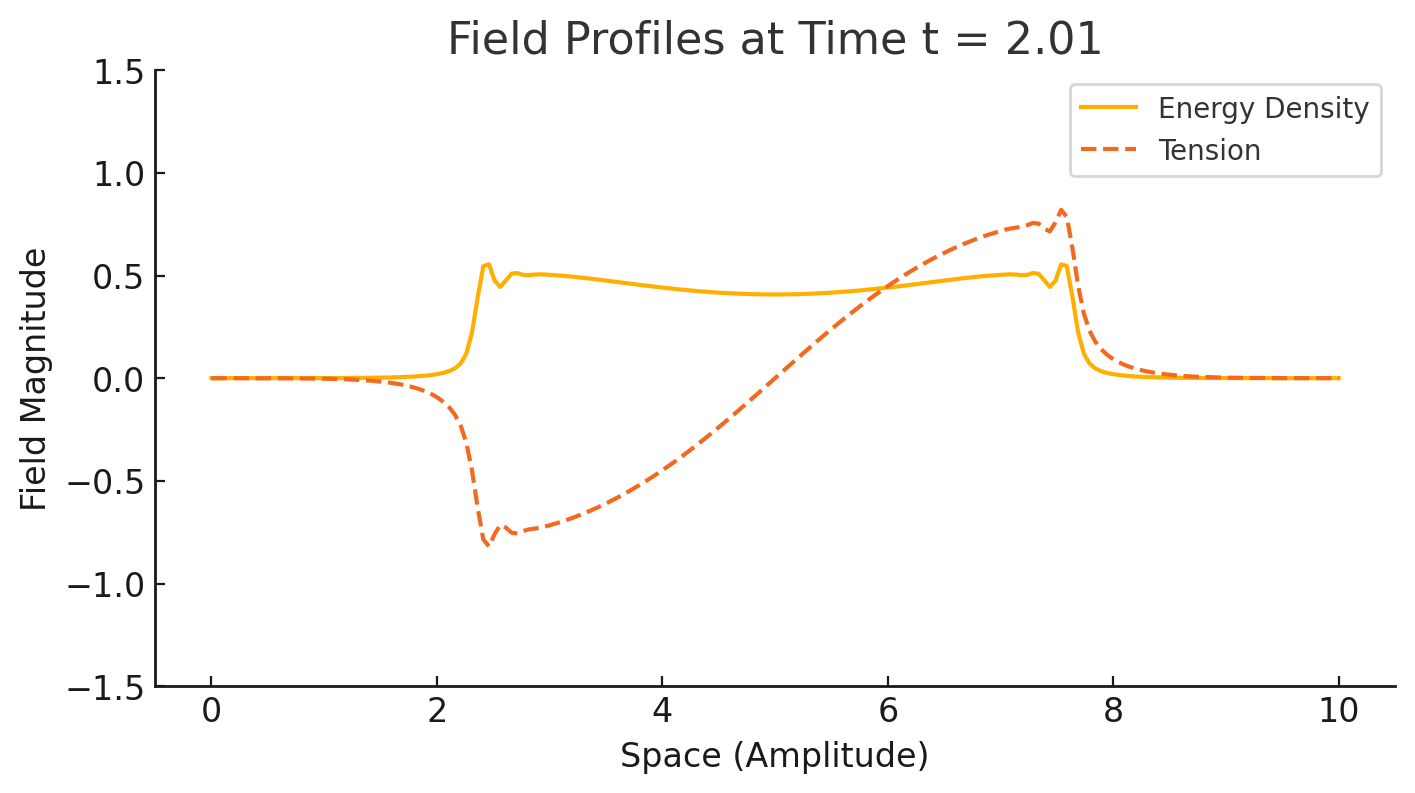 Field Profiles at Time t = 2.01
Energy Density
Tension
Field Magnitude
1.5
1.0
0.5
0.0
−0.5
−1.0
−1.5
0 2 4 6 8 10
Space (Amplitude)